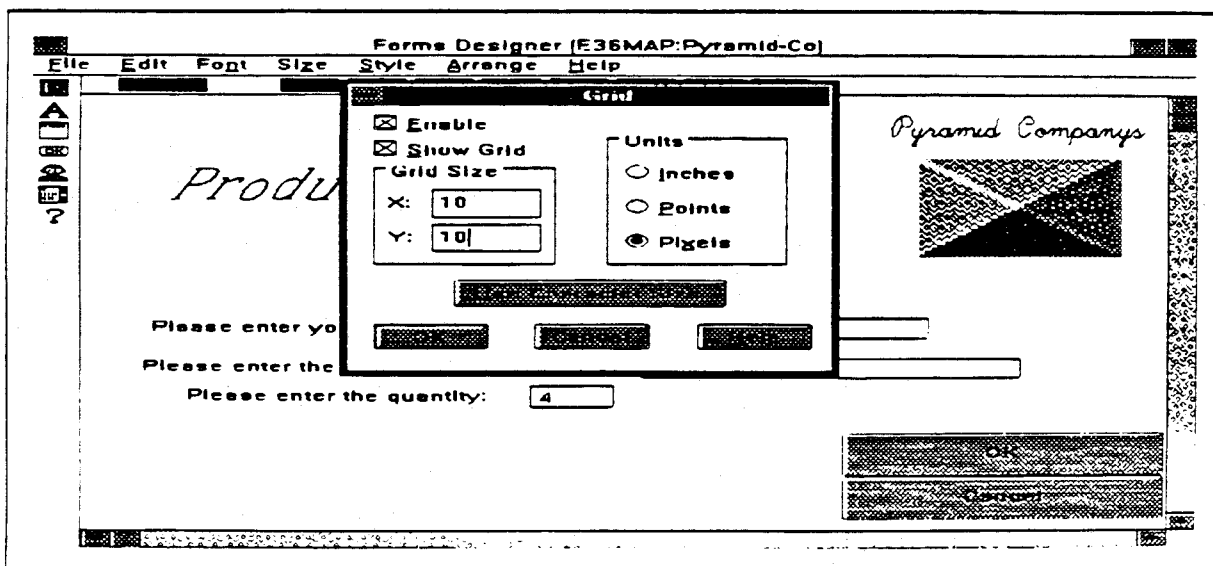 Forms Designer (E36MAP:Pyramid-Co)
File Edit Font Size Style Arrange Help
Grid
Enable
Show Grid
Grid Size
X: 10
Y: 10
Units
Inches
Points
Pixels
Pyramid Companys
Produ
Please enter yo
Please enter the
Please enter the quantity: 4
OK
Cancel
A
OK
?